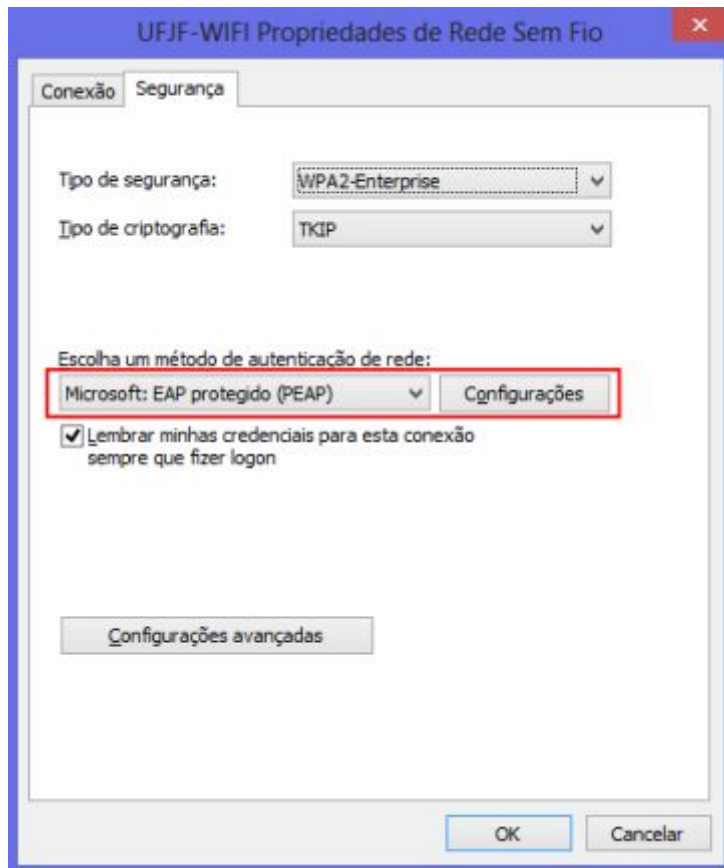 UFJF-WIFI Propriedades de Rede Sem Fio
Conexão Segurança
Tipo de segurança: WPA2-Enterprise
Tipo de criptografia: TKIP
Escolha um método de autenticação de rede:
Microsoft: EAP protegido (PEAP) Configurações
Lembrar minhas credenciais para esta conexão
sempre que fizer logon
Configurações avançadas
OK Cancelar